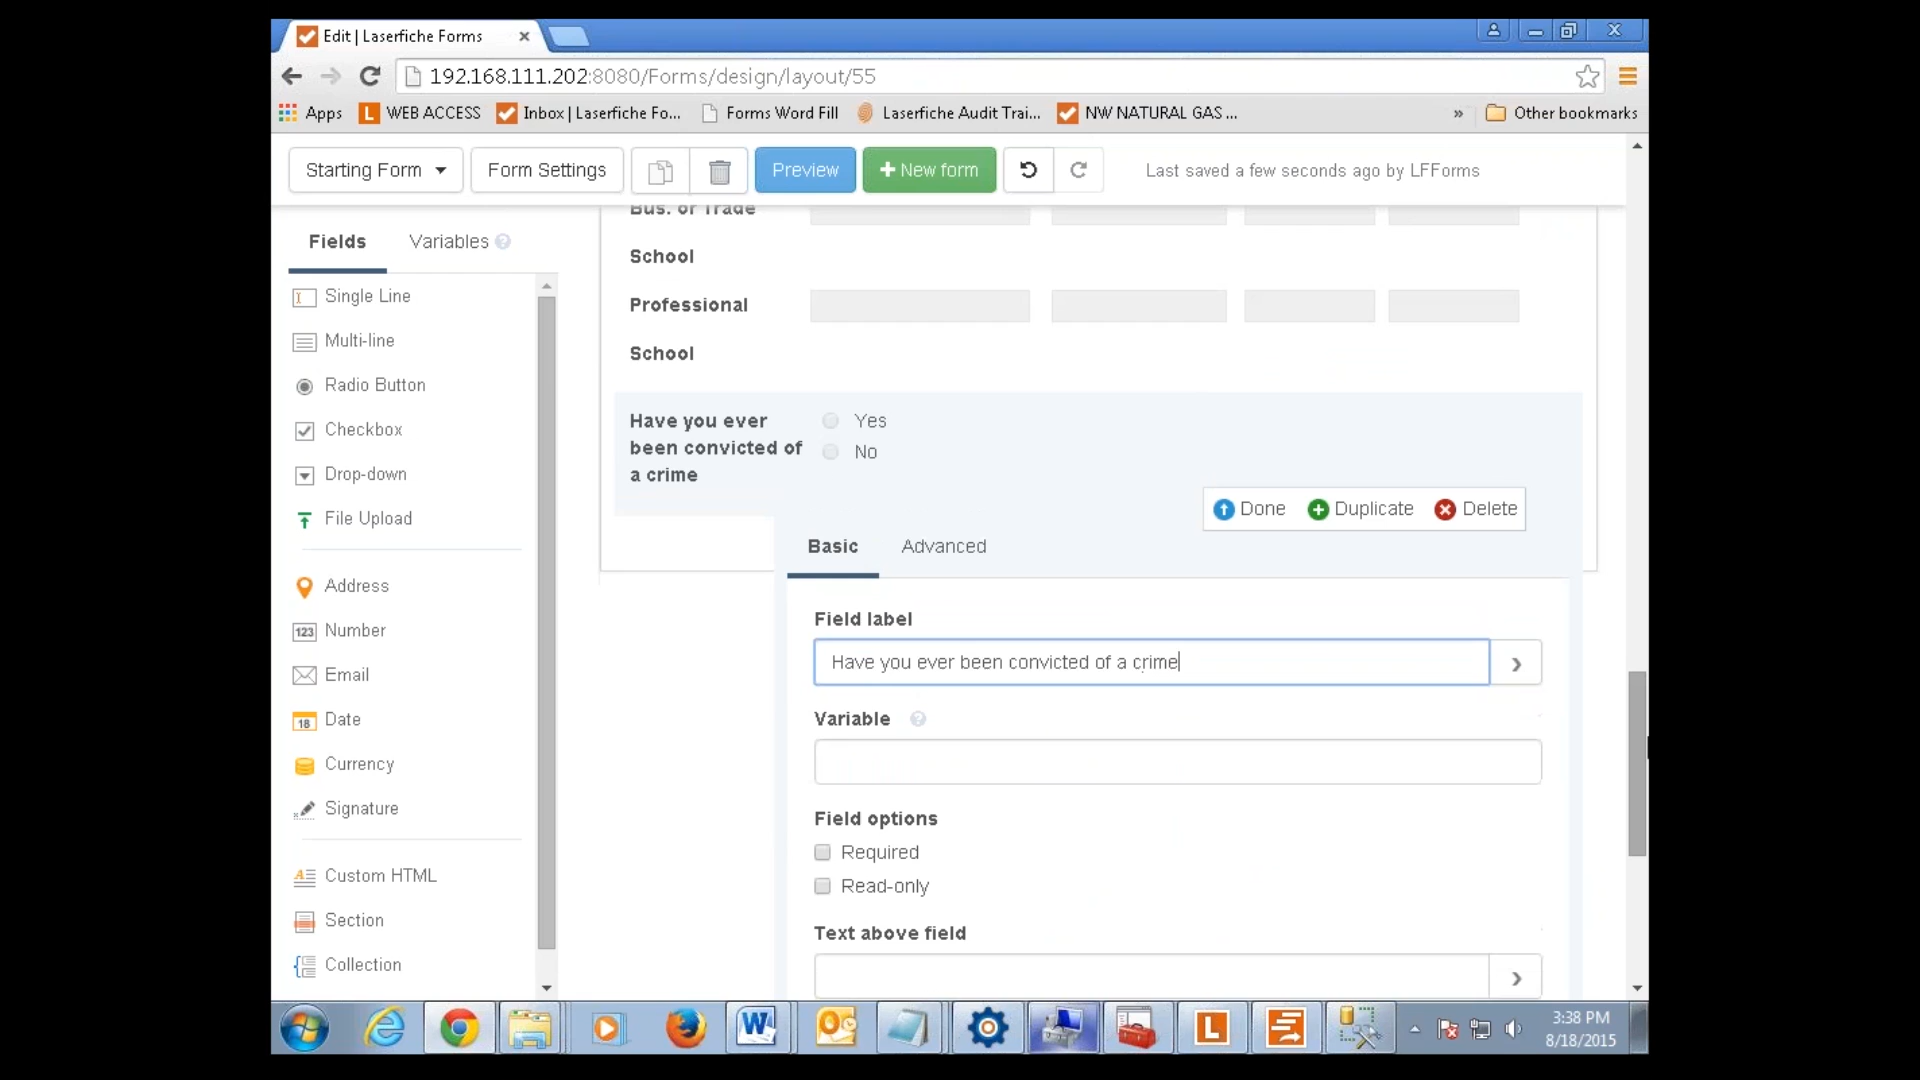 Edit | Laserfiche Forms
192.168.111.202:8080/Forms/design/layout/55
Apps WEB ACCESS Inbox | Laserfiche Fo... Forms Word Fill Laserfiche Audit Trai... NW NATURAL GAS ... » Other bookmarks
Starting Form Form Settings Preview New form Last saved a few seconds ago by LFForms
Fields Variables
Single Line
Multi-line
Radio Button
Checkbox
Drop-down
File Upload
Address
Number
Email
Date
Currency
Signature
Custom HTML
Section
Collection
Bus. or Trade
School
Professional
School
Have you ever
been convicted of
a crime
Yes
No
Done Duplicate Delete
Basic Advanced
Field label
Have you ever been convicted of a crime
Variable
Field options
Required
Read-only
Text above field
3:38 PM
8/18/2015